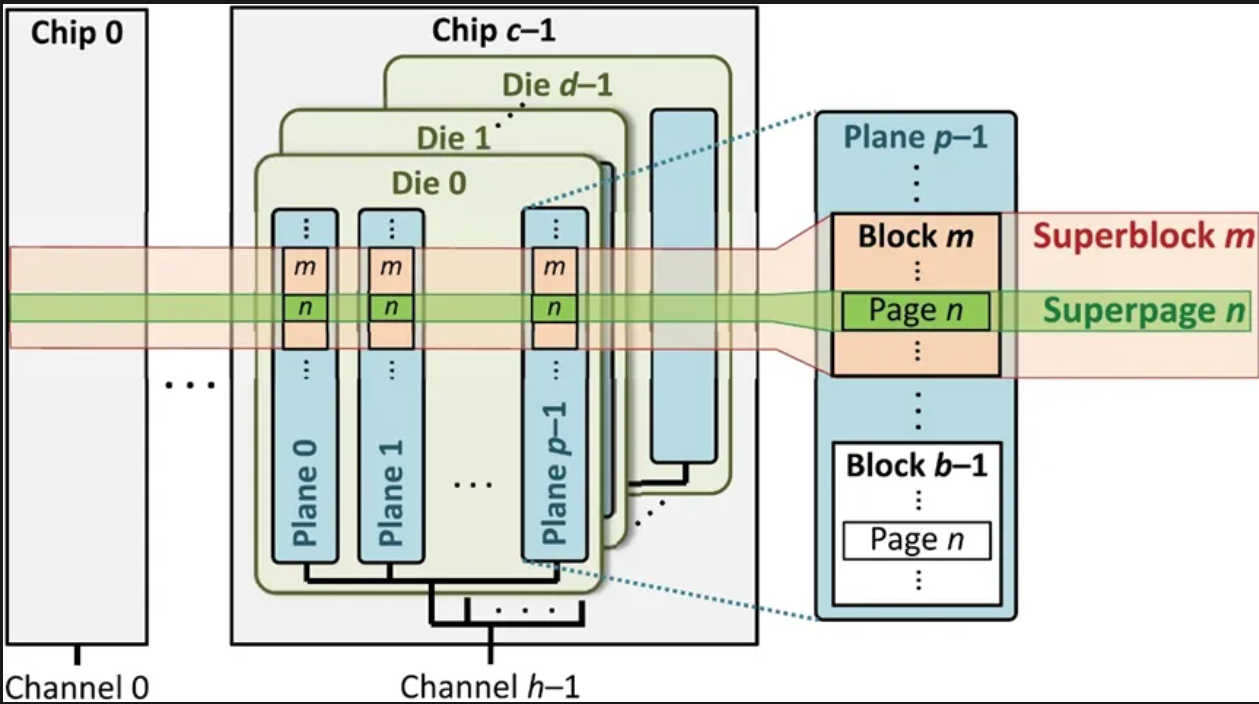 Chip 0
Chip c–1
Die d–1
Die 1
Die 0
m
m
m
n
n
n
Plane 0
Plane 1
Plane p–1
Plane p–1
Block m
Page n
Block b–1
Page n
Superblock m
Superpage n
Channel 0
Channel h–1